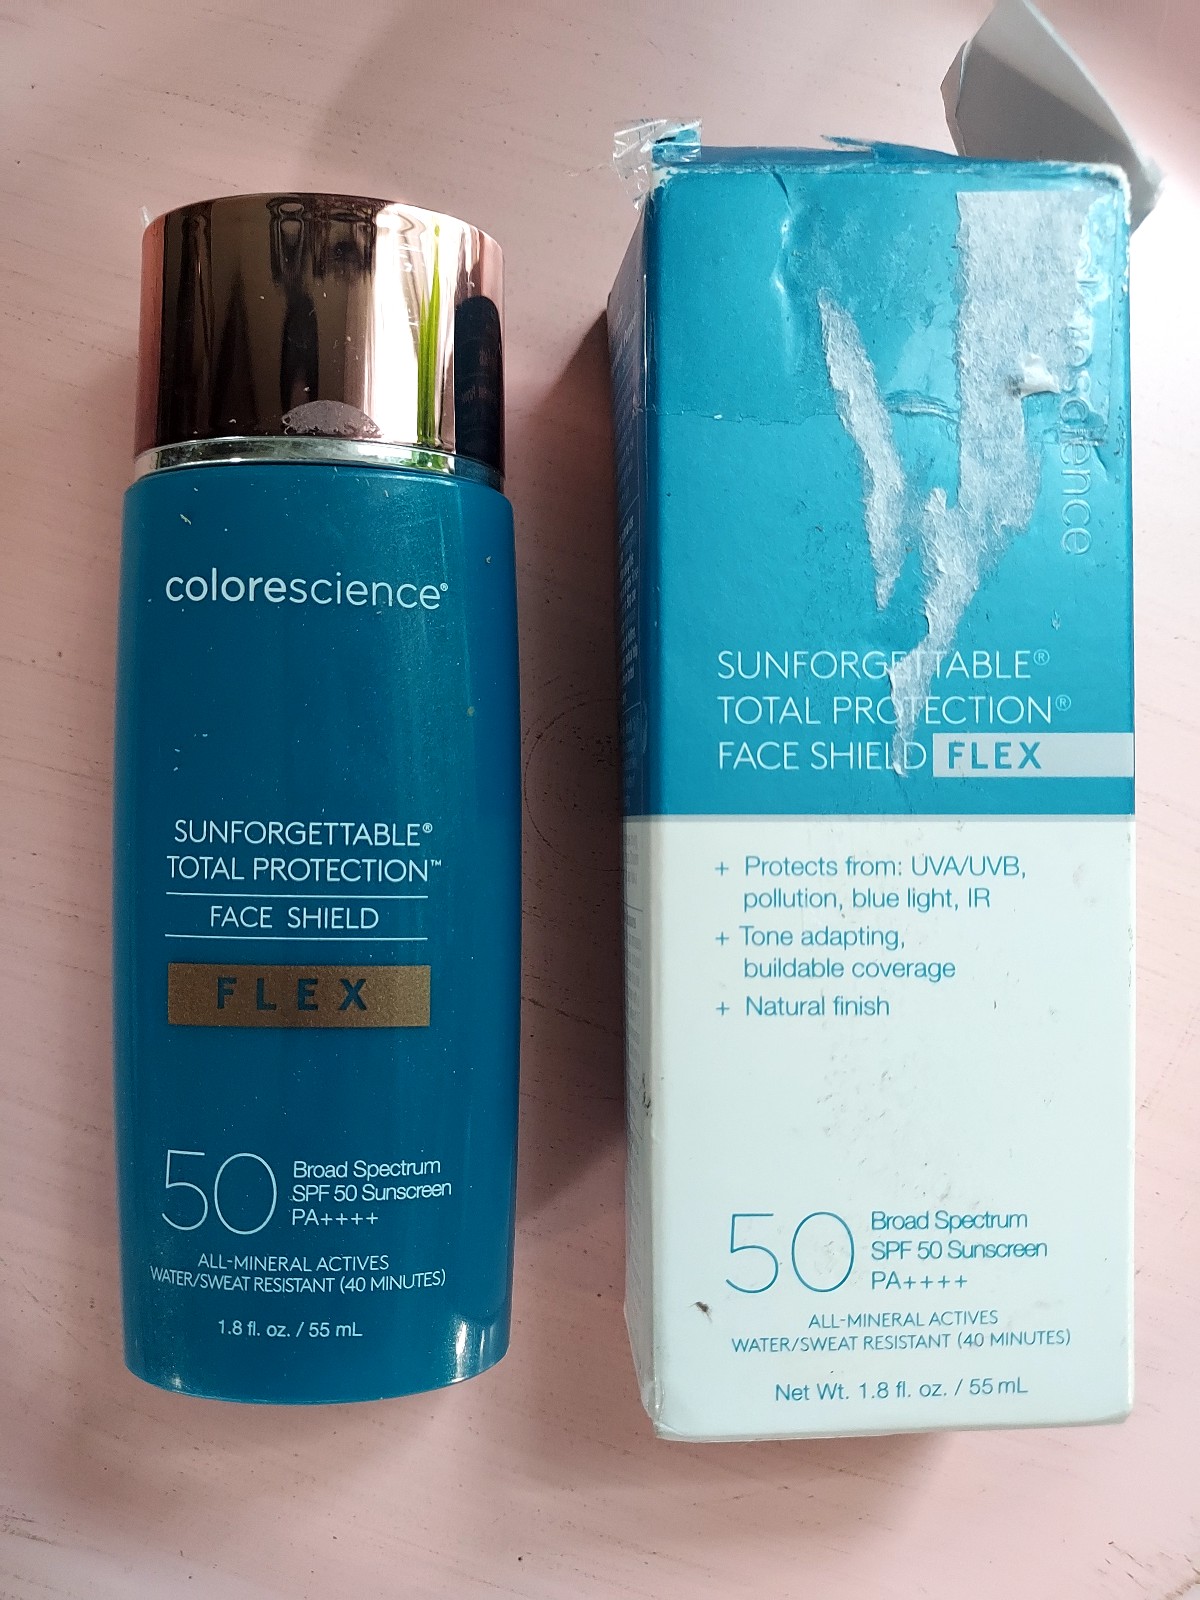 colorescience®
SUNFORGETTABLE®
TOTAL PROTECTION™
FACE SHIELD
FLEX
50 Broad Spectrum
SPF 50 Sunscreen
PA++++
ALL-MINERAL ACTIVES
WATER/SWEAT RESISTANT (40 MINUTES)
1.8 fl. oz. / 55 mL
SUNFORGETTABLE®
TOTAL PROTECTION®
FACE SHIELD FLEX
+ Protects from: UVA/UVB,
pollution, blue light, IR
+ Tone adapting,
buildable coverage
+ Natural finish
50 Broad Spectrum
SPF 50 Sunscreen
PA++++
ALL-MINERAL ACTIVES
WATER/SWEAT RESISTANT (40 MINUTES)
Net Wt. 1.8 fl. oz. / 55 mL